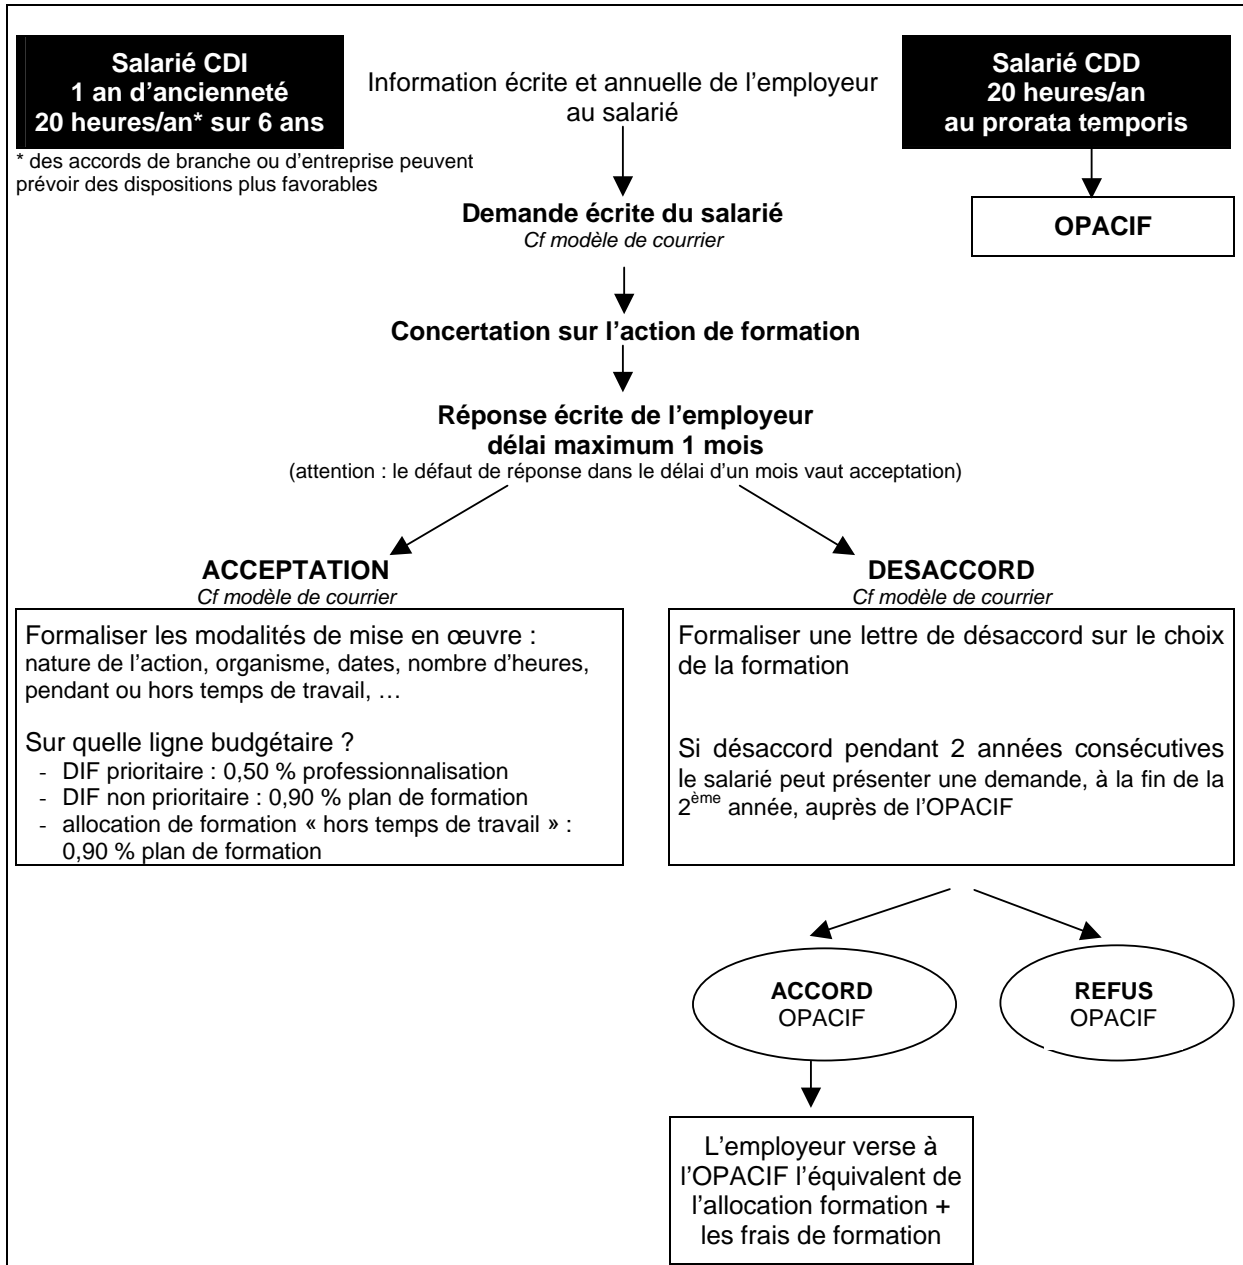 Salarié CDI
1 an d'ancienneté
20 heures/an* sur 6 ans
* des accords de branche ou d'entreprise peuvent
prévoir des dispositions plus favorables
Information écrite et annuelle de l'employeur
au salarié
Salarié CDD
20 heures/an
au prorata temporis
OPACIF
Demande écrite du salarié
Cf modèle de courrier
Concertation sur l'action de formation
Réponse écrite de l'employeur
délai maximum 1 mois
(attention : le défaut de réponse dans le délai d'un mois vaut acceptation)
ACCEPTATION
Cf modèle de courrier
Formaliser les modalités de mise en œuvre :
nature de l'action, organisme, dates, nombre d'heures,
pendant ou hors temps de travail, …
Sur quelle ligne budgétaire ?
- DIF prioritaire : 0,50 % professionnalisation
- DIF non prioritaire : 0,90 % plan de formation
- allocation de formation « hors temps de travail » :
0,90 % plan de formation
DESACCORD
Cf modèle de courrier
Formaliser une lettre de désaccord sur le choix
de la formation
Si désaccord pendant 2 années consécutives
le salarié peut présenter une demande, à la fin de la
2ème année, auprès de l'OPACIF
ACCORD
OPACIF
REFUS
OPACIF
L'employeur verse à
l'OPACIF l'équivalent de
l'allocation formation +
les frais de formation